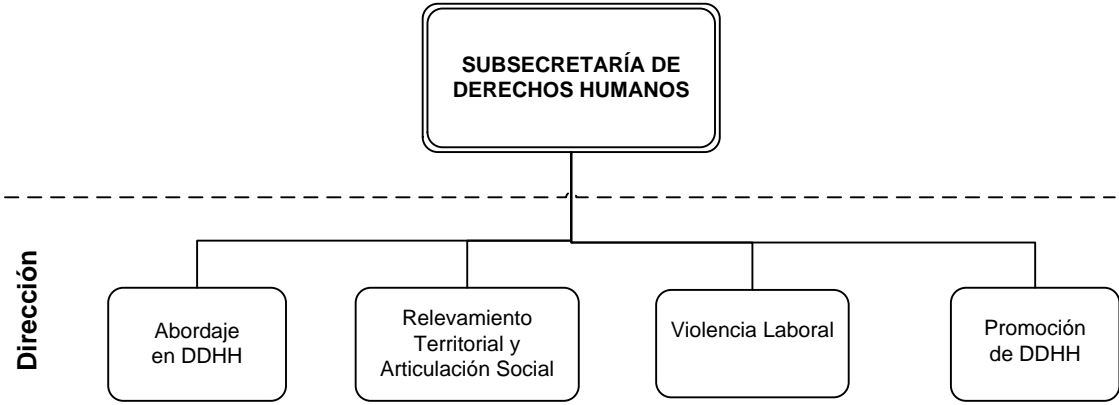 SUBSECRETARÍA DE
DERECHOS HUMANOS
Dirección
Abordaje
en DDHH
Relevamiento
Territorial y
Articulación Social
Violencia Laboral
Promoción
de DDHH